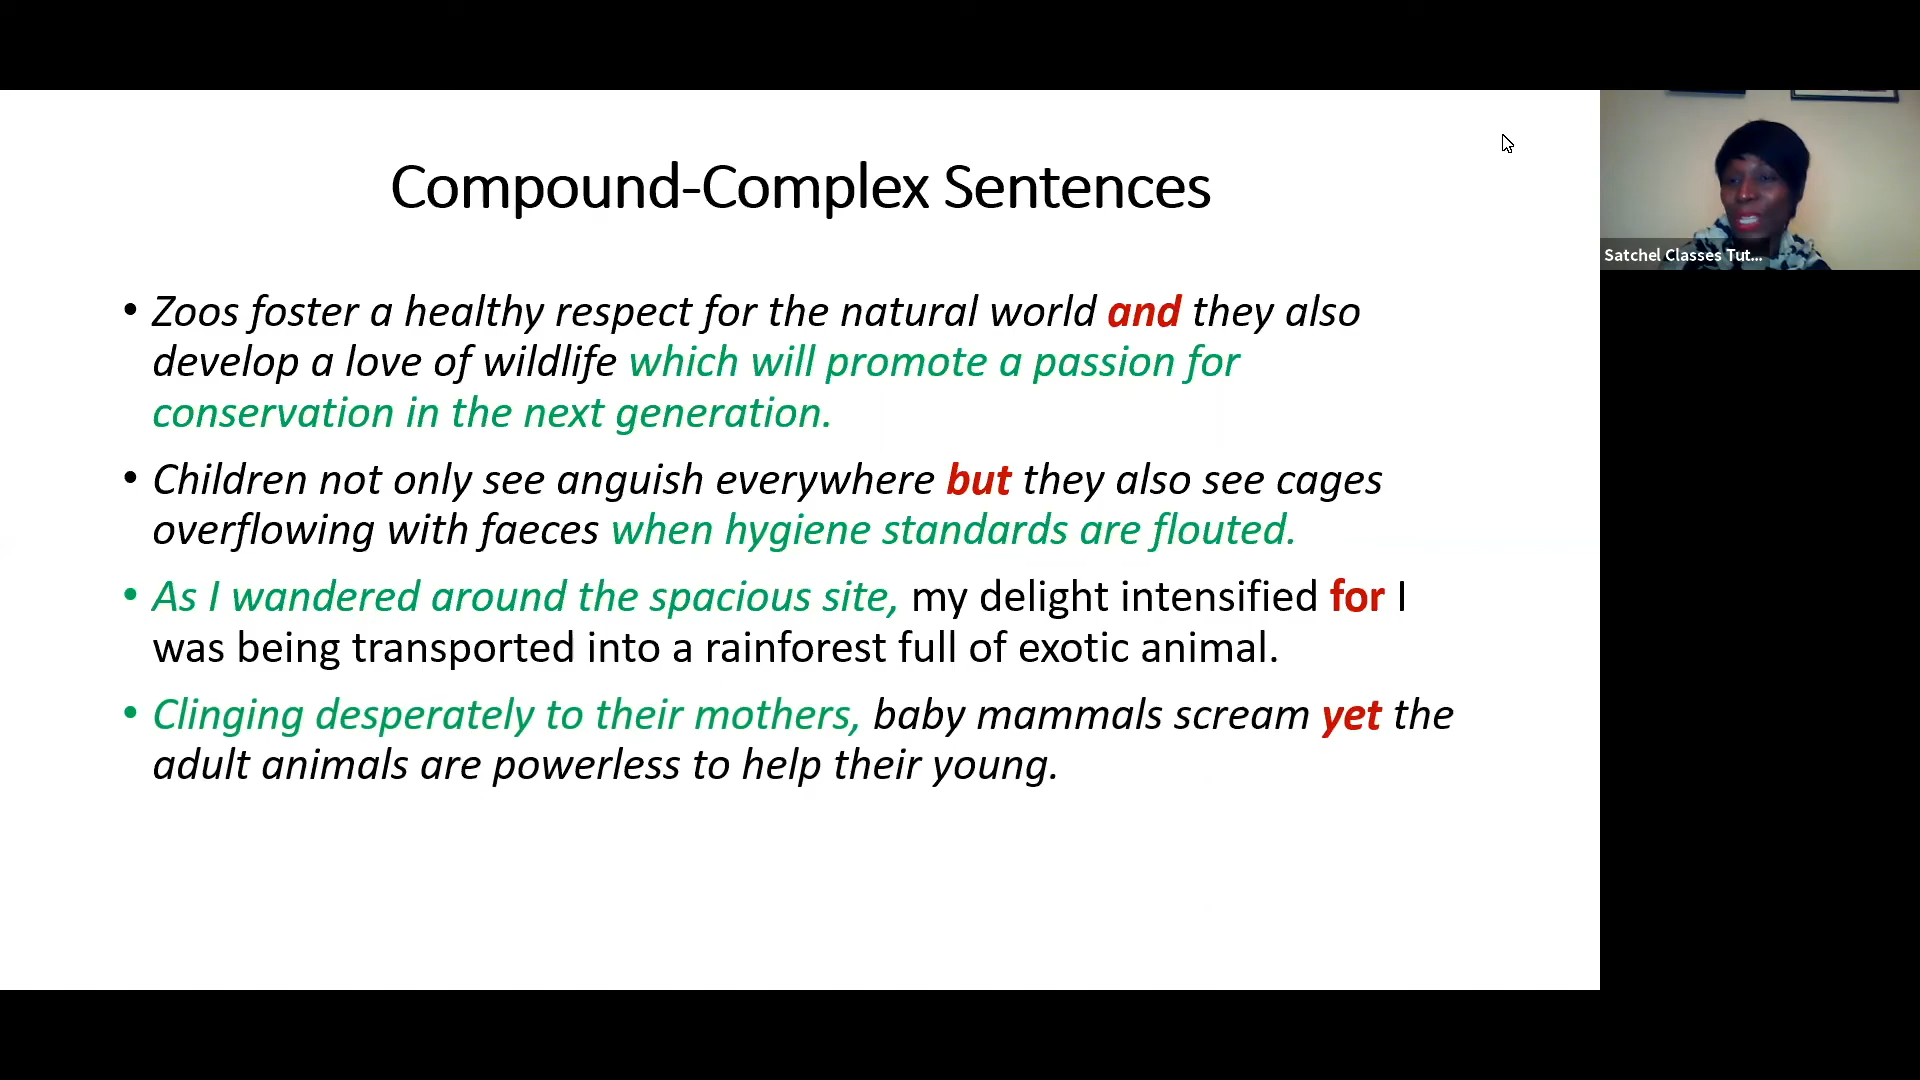 Compound-Complex Sentences
• Zoos foster a healthy respect for the natural world and they also
develop a love of wildlife which will promote a passion for
conservation in the next generation.
• Children not only see anguish everywhere but they also see cages
overflowing with faeces when hygiene standards are flouted.
• As I wandered around the spacious site, my delight intensified for I
was being transported into a rainforest full of exotic animal.
• Clinging desperately to their mothers, baby mammals scream yet the
adult animals are powerless to help their young.
Satchel Classes Tut...